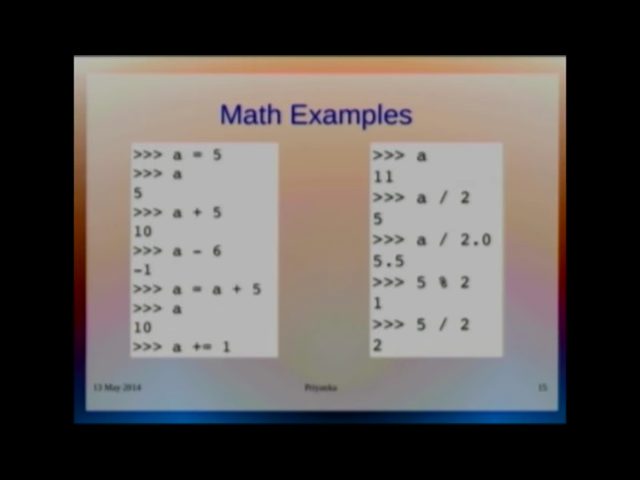 Math Examples
>>> a = 5
>>> a
5
>>> a + 5
10
>>> a - 6
-1
>>> a = a + 5
>>> a
10
>>> a += 1
>>> a
11
>>> a / 2
5
>>> a / 2.0
5.5
>>> 5 % 2
1
>>> 5 / 2
2
13 May 2014
Priyanka
15